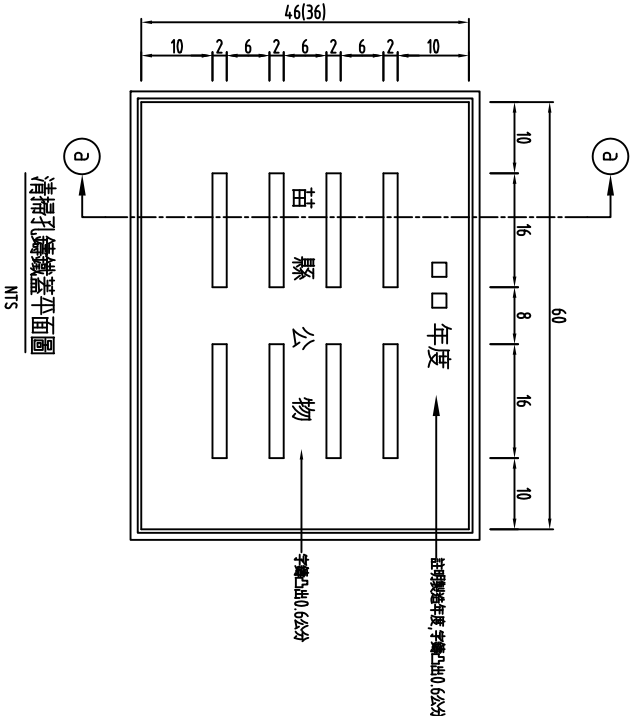 46(36)
10 2 6 2 6 2 6 2 10
a
a
10
16
8
16
10
60
苗縣公物
□□年度
註明製造年度,字鑄凸出0.6公分
字鑄凸出0.6公分
清掃孔鑄鐵蓋平面圖
NTS